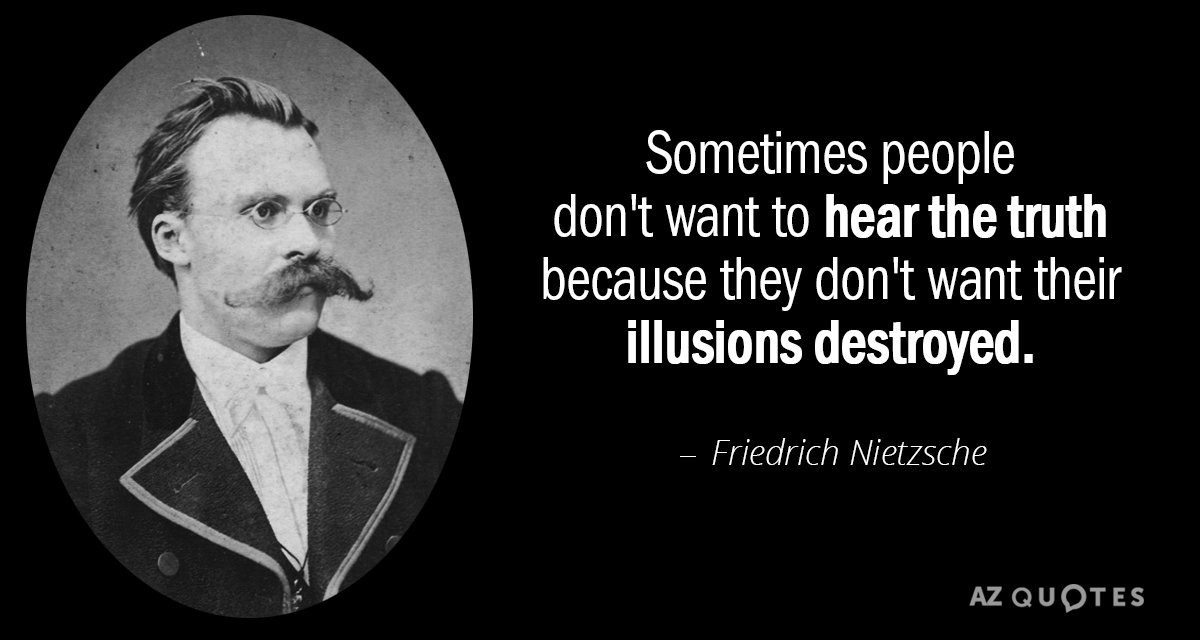 Sometimes people
don't want to hear the truth
because they don't want their
illusions destroyed.
– Friedrich Nietzsche
AZ QUOTES